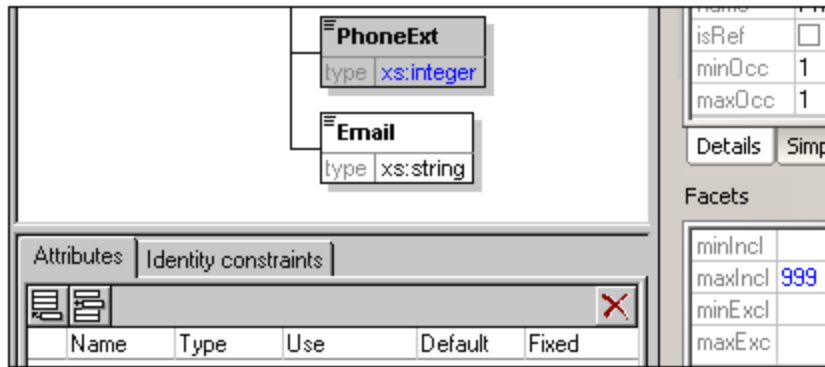 PhoneExt
type xs:integer
Email
type xs:string
Attributes Identity constraints
Name Type Use Default Fixed
isRef
minOcc 1
maxOcc 1
Details Simp
Facets
minIncl
maxIncl 999
minExcl
maxExc